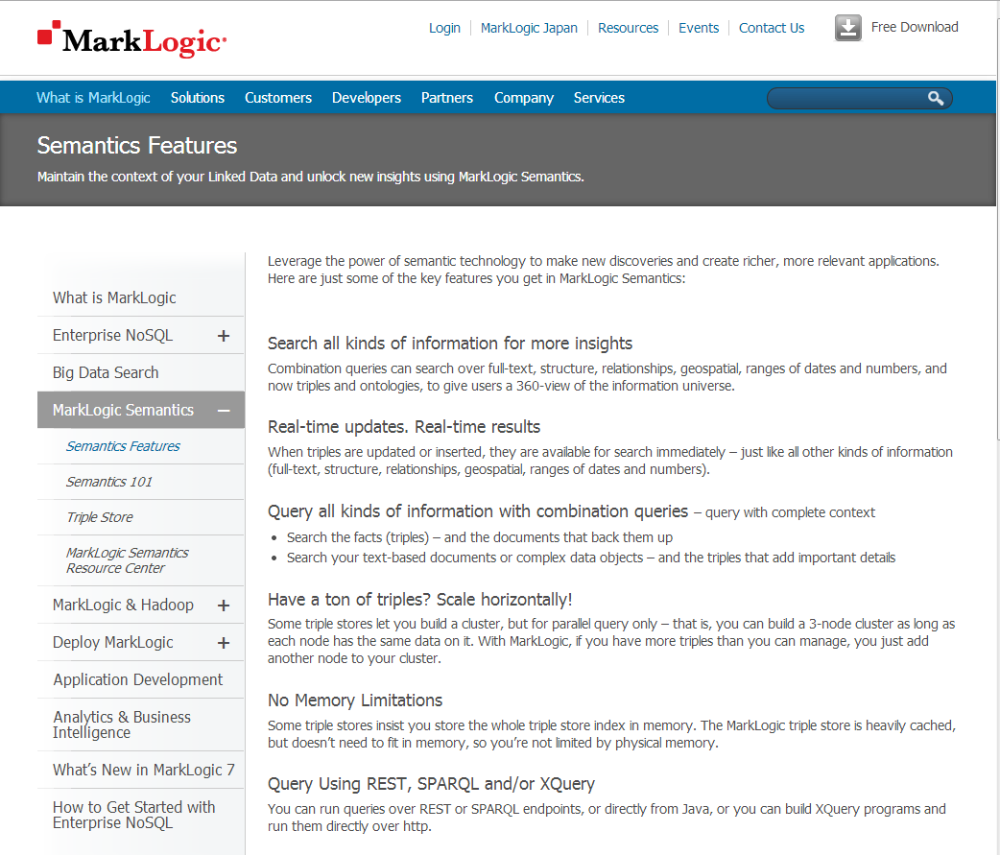 MarkLogic
Login
MarkLogic Japan
Resources
Events
Contact Us
Free Download
What is MarkLogic
Solutions
Customers
Developers
Partners
Company
Services
Semantics Features
Maintain the context of your Linked Data and unlock new insights using MarkLogic Semantics.
What is MarkLogic
Enterprise NoSQL +
Big Data Search
MarkLogic Semantics –
Semantics Features
Semantics 101
Triple Store
MarkLogic Semantics
Resource Center
MarkLogic & Hadoop +
Deploy MarkLogic +
Application Development
Analytics & Business
Intelligence
What’s New in MarkLogic 7
How to Get Started with
Enterprise NoSQL
Leverage the power of semantic technology to make new discoveries and create richer, more relevant applications.
Here are just some of the key features you get in MarkLogic Semantics:
Search all kinds of information for more insights
Combination queries can search over full-text, structure, relationships, geospatial, ranges of dates and numbers, and
now triples and ontologies, to give users a 360-view of the information universe.
Real-time updates. Real-time results
When triples are updated or inserted, they are available for search immediately – just like all other kinds of information
(full-text, structure, relationships, geospatial, ranges of dates and numbers).
Query all kinds of information with combination queries – query with complete context
• Search the facts (triples) – and the documents that back them up
• Search your text-based documents or complex data objects – and the triples that add important details
Have a ton of triples? Scale horizontally!
Some triple stores let you build a cluster, but for parallel query only – that is, you can build a 3-node cluster as long as
each node has the same data on it. With MarkLogic, if you have more triples than you can manage, you just add
another node to your cluster.
No Memory Limitations
Some triple stores insist you store the whole triple store index in memory. The MarkLogic triple store is heavily cached,
but doesn’t need to fit in memory, so you’re not limited by physical memory.
Query Using REST, SPARQL and/or XQuery
You can run queries over REST or SPARQL endpoints, or directly from Java, or you can build XQuery programs and
run them directly over http.